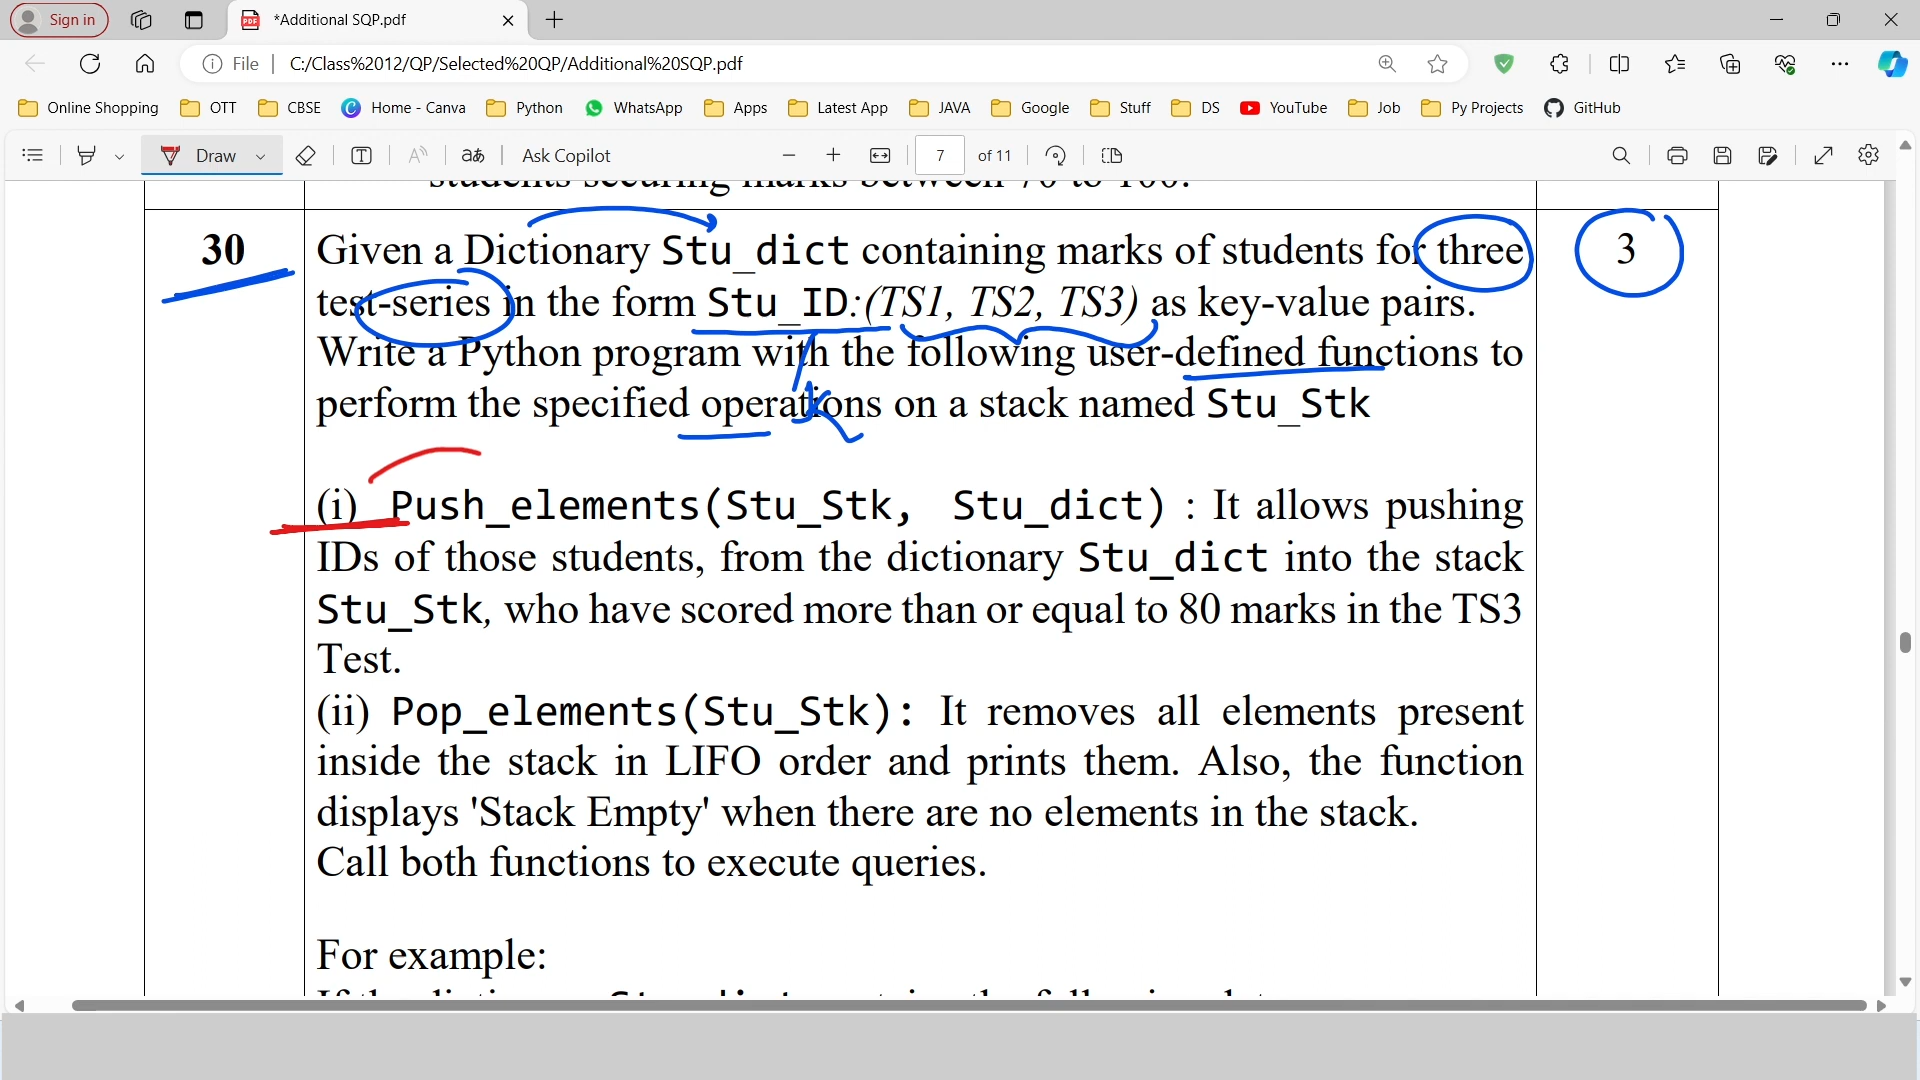 Sign in
*Additional SQP.pdf
File C:/Class%2012/QP/Selected%20QP/Additional%20SQP.pdf
Online Shopping OTT CBSE Home - Canva Python WhatsApp Apps Latest App JAVA Google Stuff DS YouTube Job Py Projects GitHub
Draw Ask Copilot 7 of 11
students securing marks between 70 to 100.
30 Given a Dictionary Stu_dict containing marks of students for three 3
test-series in the form Stu_ID:(TS1, TS2, TS3) as key-value pairs.
Write a Python program with the following user-defined functions to
perform the specified operations on a stack named Stu_Stk
(i) Push_elements(Stu_Stk, Stu_dict) : It allows pushing
IDs of those students, from the dictionary Stu_dict into the stack
Stu_Stk, who have scored more than or equal to 80 marks in the TS3
Test.
(ii) Pop_elements(Stu_Stk): It removes all elements present
inside the stack in LIFO order and prints them. Also, the function
displays 'Stack Empty' when there are no elements in the stack.
Call both functions to execute queries.
For example: